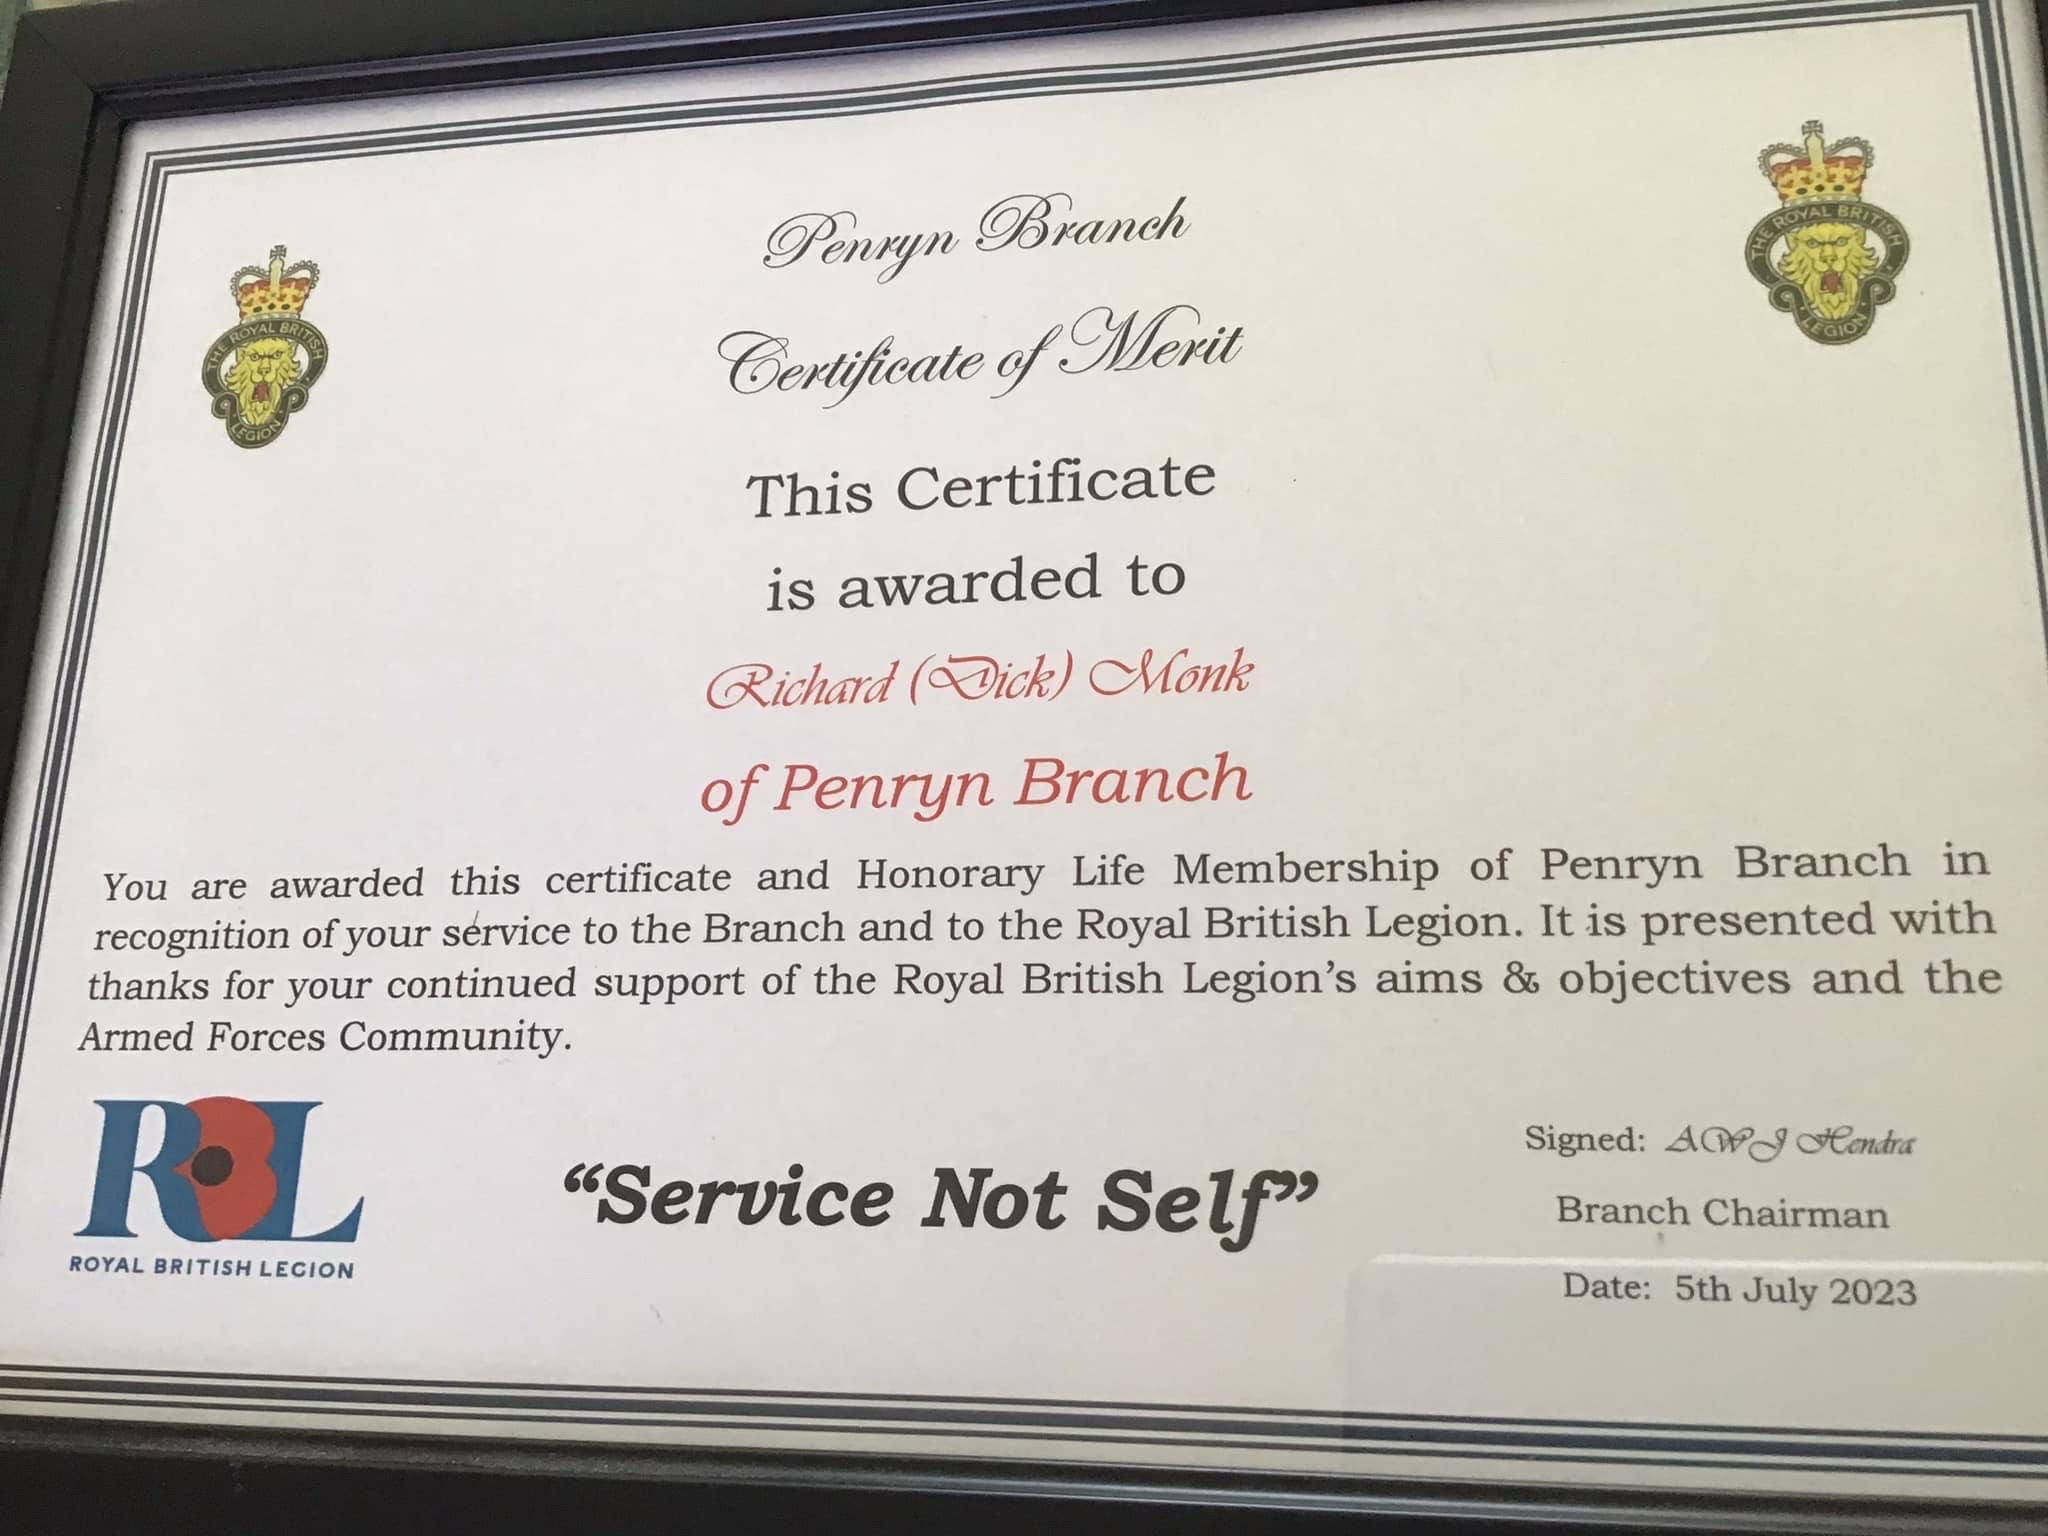 Penryn Branch
THE ROYAL BRITISH
LEGION
THE ROYAL BRITISH
LEGION
Certificate of Merit
This Certificate
is awarded to
Richard (Dick) Monk
of Penryn Branch
You are awarded this certificate and Honorary Life Membership of Penryn Branch in
recognition of your service to the Branch and to the Royal British Legion. It is presented with
thanks for your continued support of the Royal British Legion’s aims & objectives and the
Armed Forces Community.
RBL
ROYAL BRITISH LEGION
“Service Not Self”
Signed: AWJ Hendra
Branch Chairman
Date: 5th July 2023